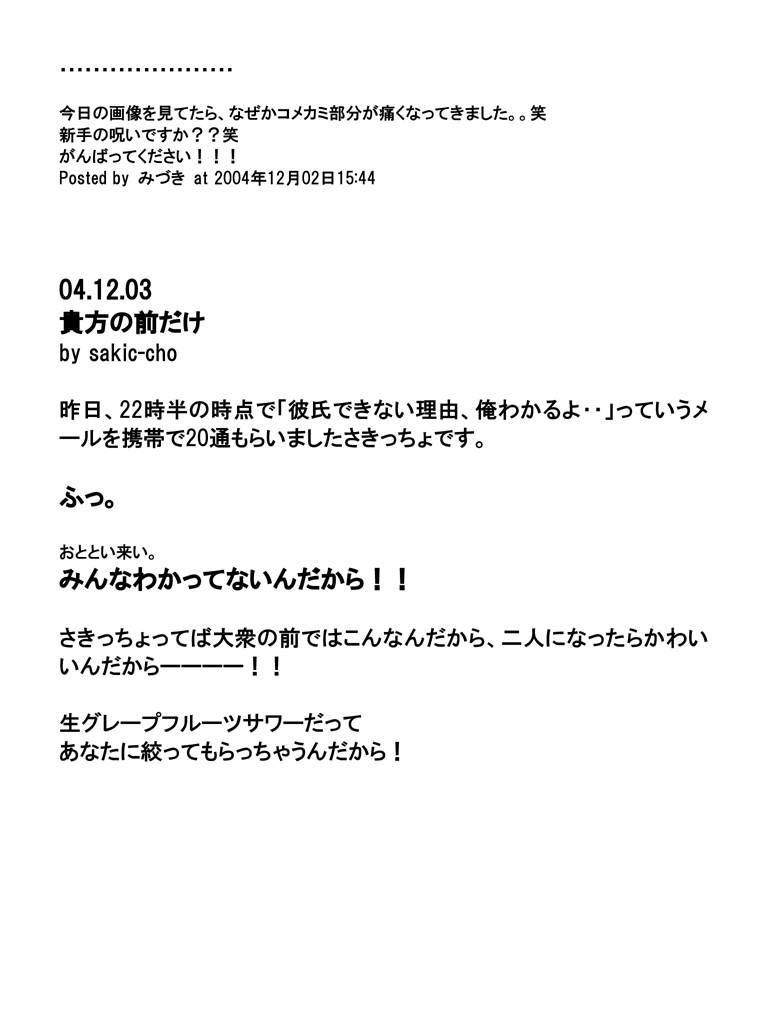 ・・・・・・・・・・・・・・・・・・・・・
今日の画像を見てたら、なぜかコメカミ部分が痛くなってきました。。笑
新手の呪いですか？？笑
がんばってください！！！
Posted by みづき at 2004年12月02日15:44
04.12.03
貴方の前だけ
by sakic-cho
昨日、22時半の時点で「彼氏できない理由、俺わかるよ・・」っていうメ
ールを携帯で20通もらいましたさきっちょです。
ふっ。
おととい来い。
みんなわかってないんだから！！
さきっちょってば大衆の前ではこんなんだから、二人になったらかわい
いんだからーーーー！！
生グレープフルーツサワーだって
あなたに絞ってもらっちゃうんだから！